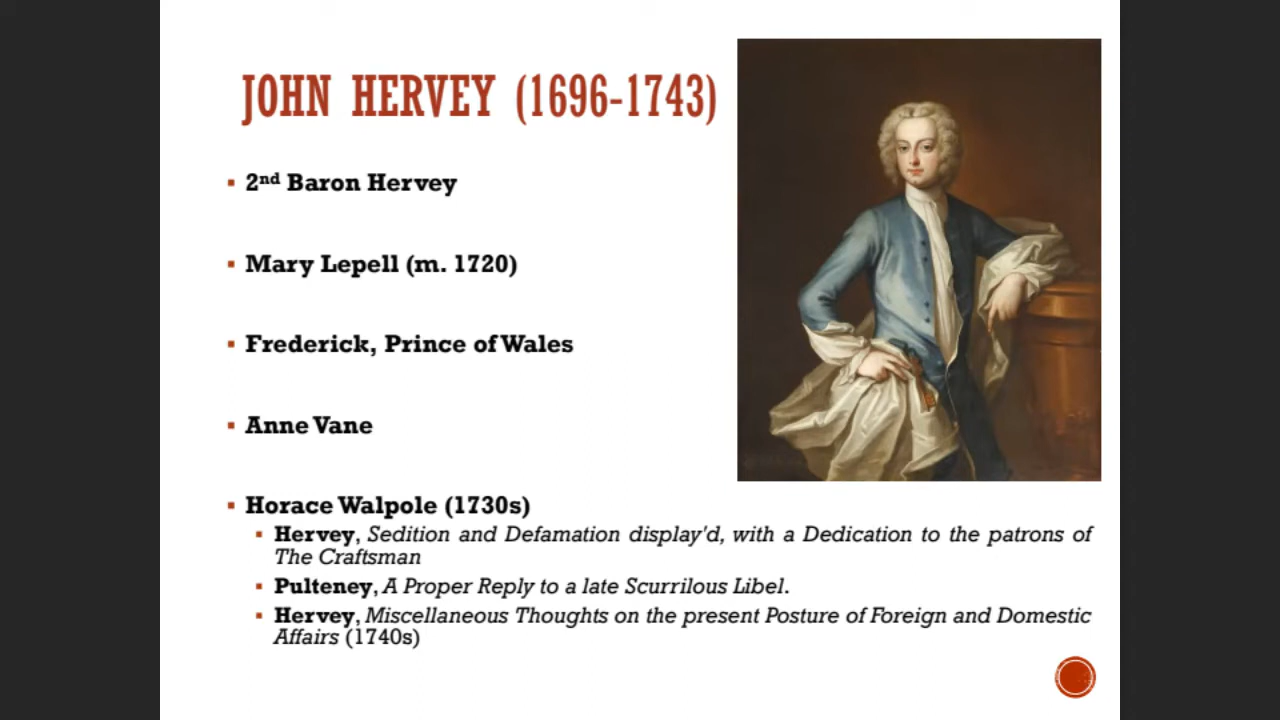 JOHN HERVEY (1696-1743)
▪ 2nd Baron Hervey
▪ Mary Lepell (m. 1720)
▪ Frederick, Prince of Wales
▪ Anne Vane
▪ Horace Walpole (1730s)
▪ Hervey, Sedition and Defamation display'd, with a Dedication to the patrons of
The Craftsman
▪ Pulteney, A Proper Reply to a late Scurrilous Libel.
▪ Hervey, Miscellaneous Thoughts on the present Posture of Foreign and Domestic
Affairs (1740s)